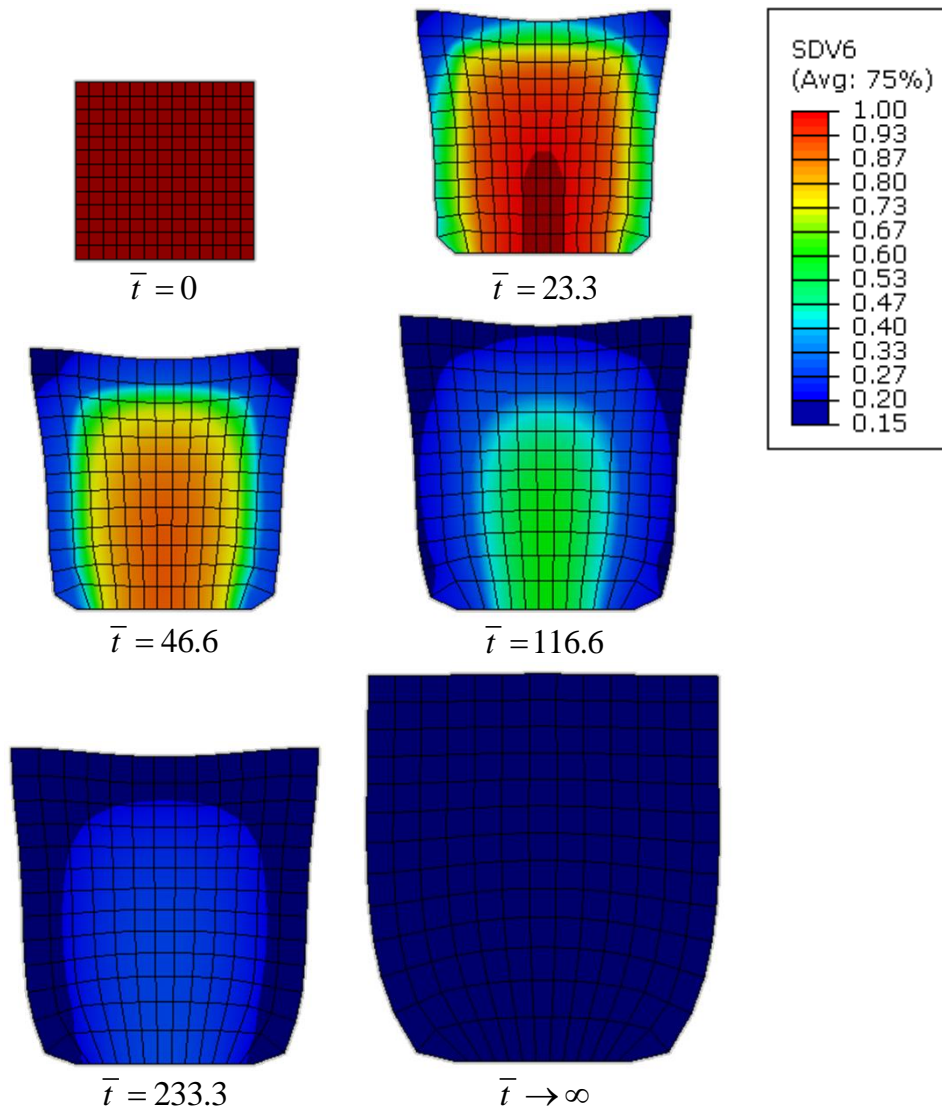 SDV6
(Avg: 75%)
1.00
0.93
0.87
0.80
0.73
0.67
0.60
0.53
0.47
0.40
0.33
0.27
0.20
0.15
t̅ = 0
t̅ = 23.3
t̅ = 46.6
t̅ = 116.6
t̅ = 233.3
t̅ → ∞